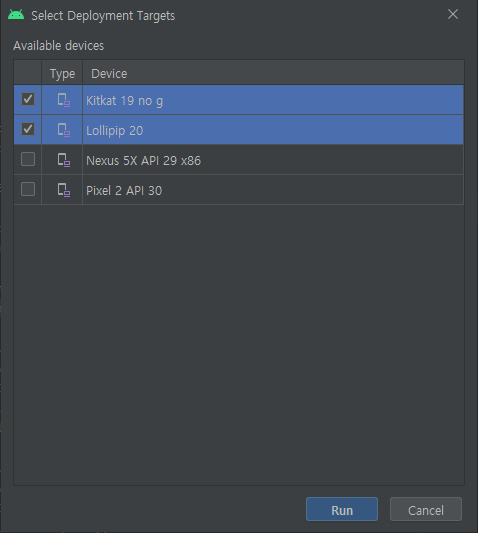 Select Deployment Targets
Available devices
Type Device
Kitkat 19 no g
Lollipip 20
Nexus 5X API 29 x86
Pixel 2 API 30
Run Cancel